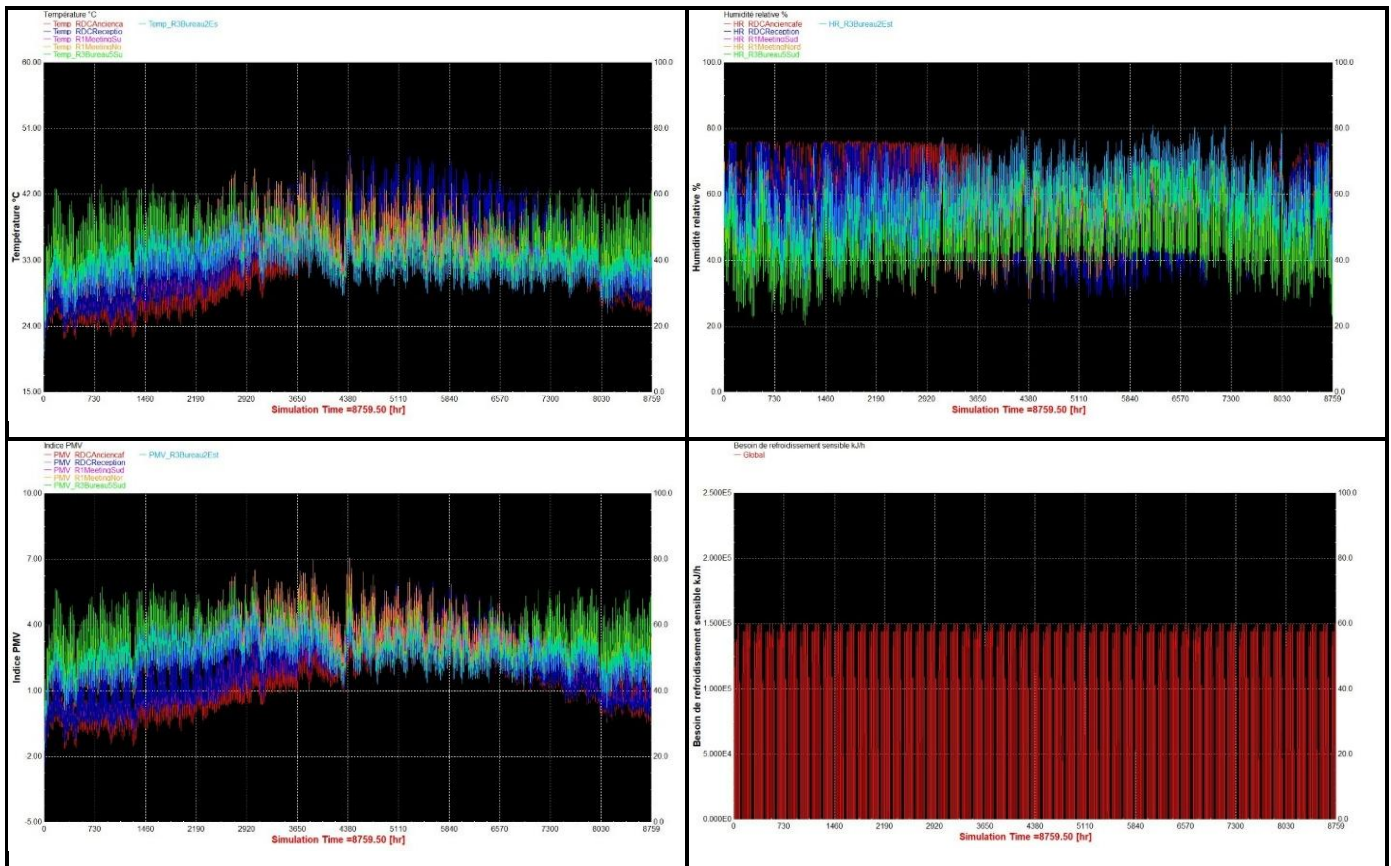 Température °C
Temp_RDCAncienca
Temp_R3Bureau2Es
Temp_RDCReceptio
Temp_R1MeetingSu
Temp_R1MeetingNo
Temp_R3Bureau5Su
60.00
51.00
42.00
33.00
24.00
15.00
Température °C
100.0
80.0
60.0
40.0
20.0
0.0
0 730 1460 2190 2920 3650 4380 5110 5840 6570 7300 8030 8759
Simulation Time =8759.50 [hr]
Humidité relative %
HR_RDCAnciencafe
HR_R3Bureau2Est
HR_RDCReception
HR_R1MeetingSud
HR_R1MeetingNord
HR_R3Bureau5Sud
100.0
80.0
60.0
40.0
20.0
0.0
Humidité relative %
100.0
80.0
60.0
40.0
20.0
0.0
0 730 1460 2190 2920 3650 4380 5110 5840 6570 7300 8030 8759
Simulation Time =8759.50 [hr]
Indice PMV
PMV_RDCAnciencaf
PMV_R3Bureau2Est
PMV_RDCReception
PMV_R1MeetingSud
PMV_R1MeetingNor
PMV_R3Bureau5Sud
10.00
7.00
4.00
1.00
-2.00
-5.00
Indice PMV
100.0
80.0
60.0
40.0
20.0
0.0
0 730 1460 2190 2920 3650 4380 5110 5840 6570 7300 8030 8759
Simulation Time =8759.50 [hr]
Besoin de refroidissement sensible kJ/h
Global
2.500E5
2.000E5
1.500E5
1.000E5
5.000E4
0.000E0
Besoin de refroidissement sensible kJ/h
100.0
80.0
60.0
40.0
20.0
0.0
0 730 1460 2190 2920 3650 4380 5110 5840 6570 7300 8030 8759
Simulation Time =8759.50 [hr]